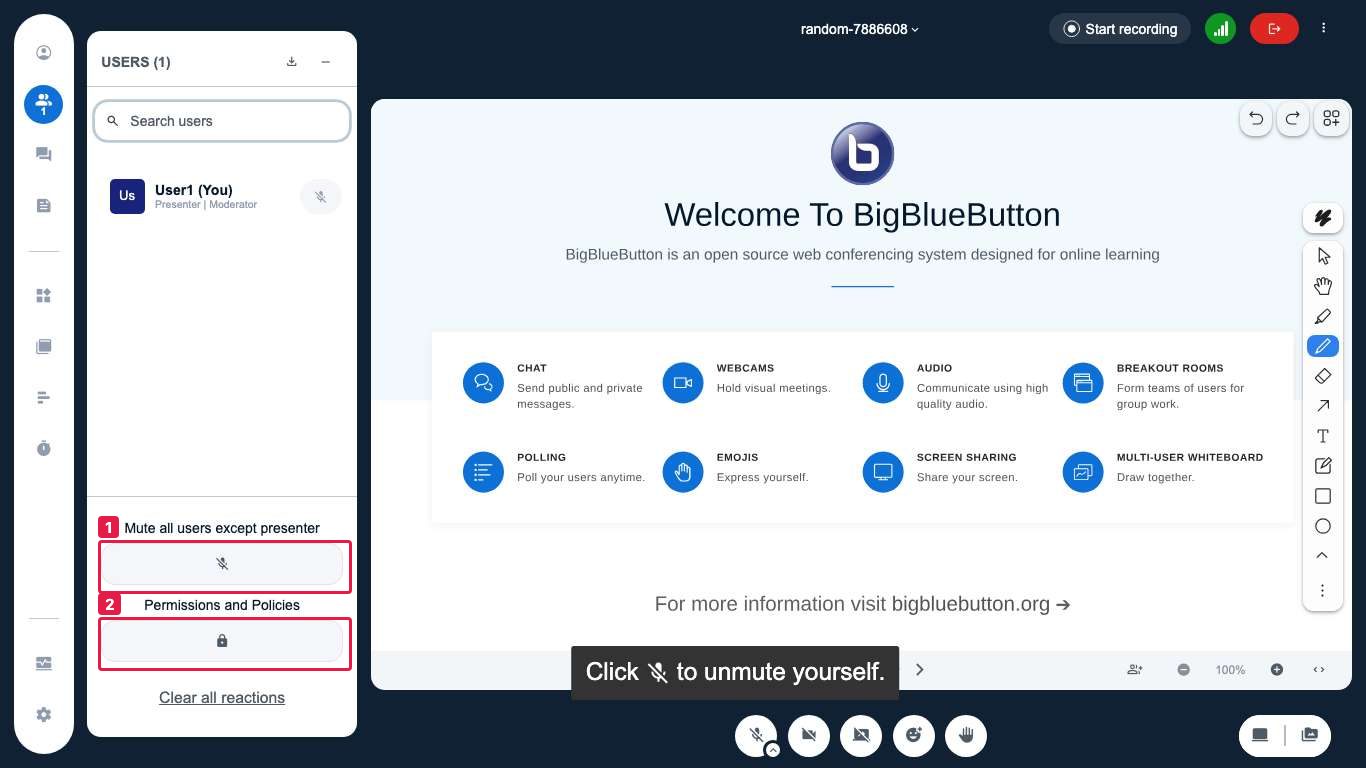 random-7886608
Start recording
1
USERS (1)
Search users
Us
User1 (You)
Presenter | Moderator
1
Mute all users except presenter
2
Permissions and Policies
Clear all reactions
b
Welcome To BigBlueButton
BigBlueButton is an open source web conferencing system designed for online learning
CHAT
Send public and private
messages.
WEBCAMS
Hold visual meetings.
AUDIO
Communicate using high
quality audio.
BREAKOUT ROOMS
Form teams of users for
group work.
POLLING
Poll your users anytime.
EMOJIS
Express yourself.
SCREEN SHARING
Share your screen.
MULTI-USER WHITEBOARD
Draw together.
For more information visit bigbluebutton.org ➔
T
Click to unmute yourself.
100%